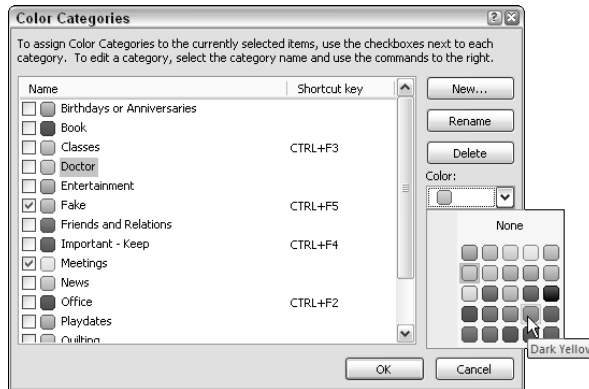 Color Categories
To assign Color Categories to the currently selected items, use the checkboxes next to each
category. To edit a category, select the category name and use the commands to the right.
Name Shortcut key
Birthdays or Anniversaries
Book
Classes CTRL+F3
Doctor
Entertainment
Fake CTRL+F5
Friends and Relations
Important - Keep CTRL+F4
Meetings
News
Office CTRL+F2
Playdates
Quilting
New...
Rename
Delete
Color:
None
Dark Yellow
OK Cancel